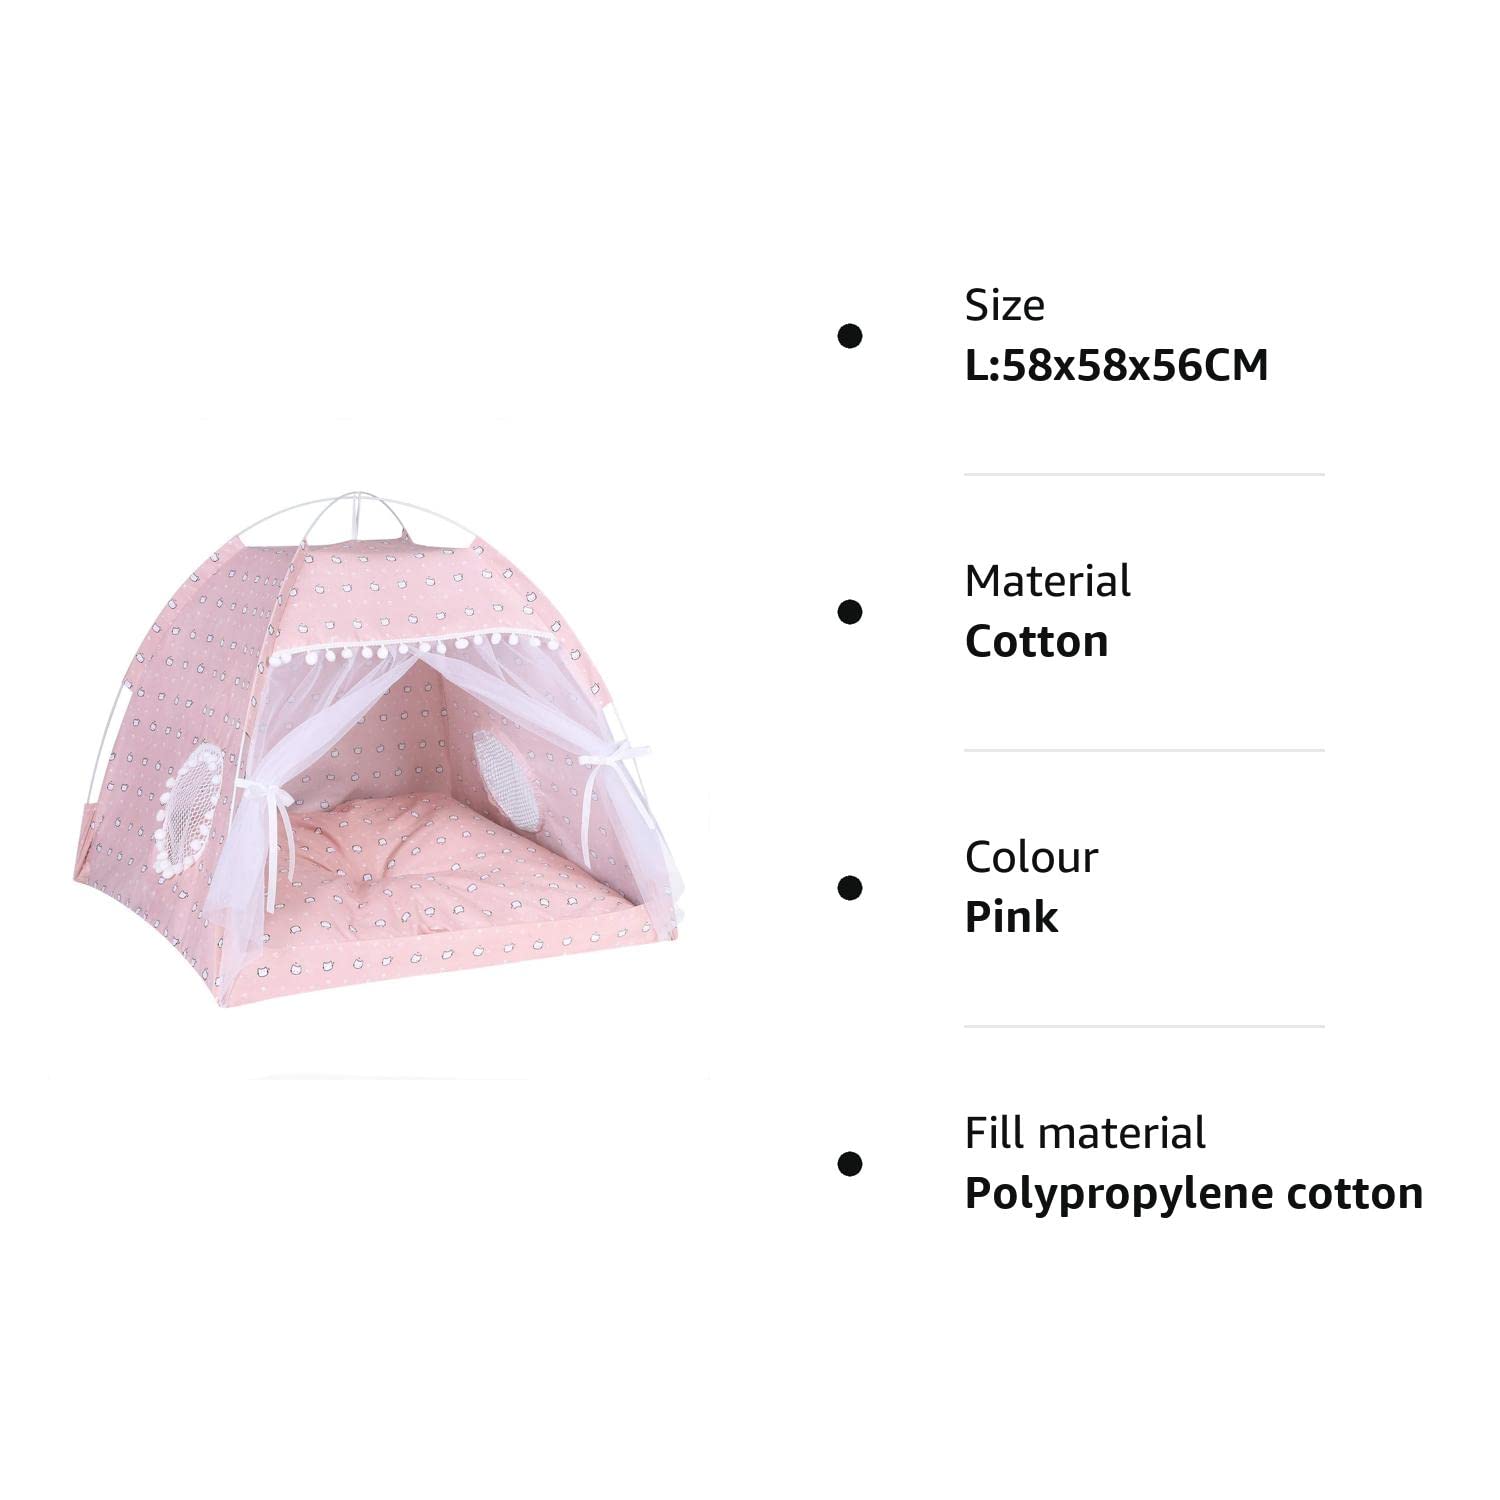 Size
L:58x58x56CM
Material
Cotton
Colour
Pink
Fill material
Polypropylene cotton